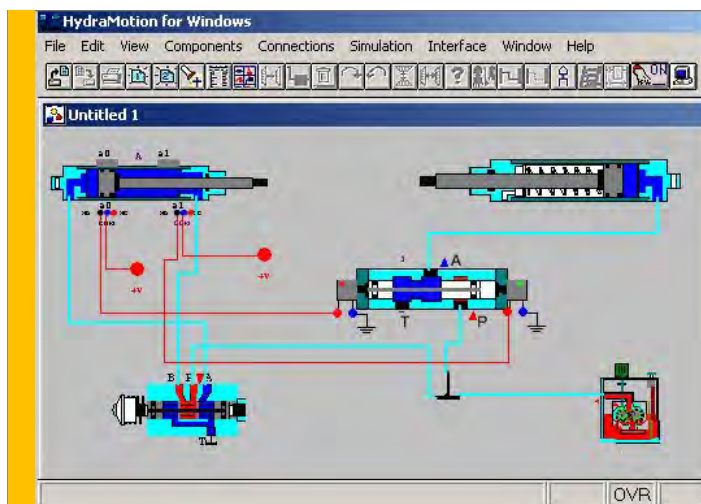 HydraMotion for Windows
File Edit View Components Connections Simulation Interface Window Help
ON
Untitled 1
a0 A a1
a0 a1
+V +V
A
T P
B P A
T
OVR